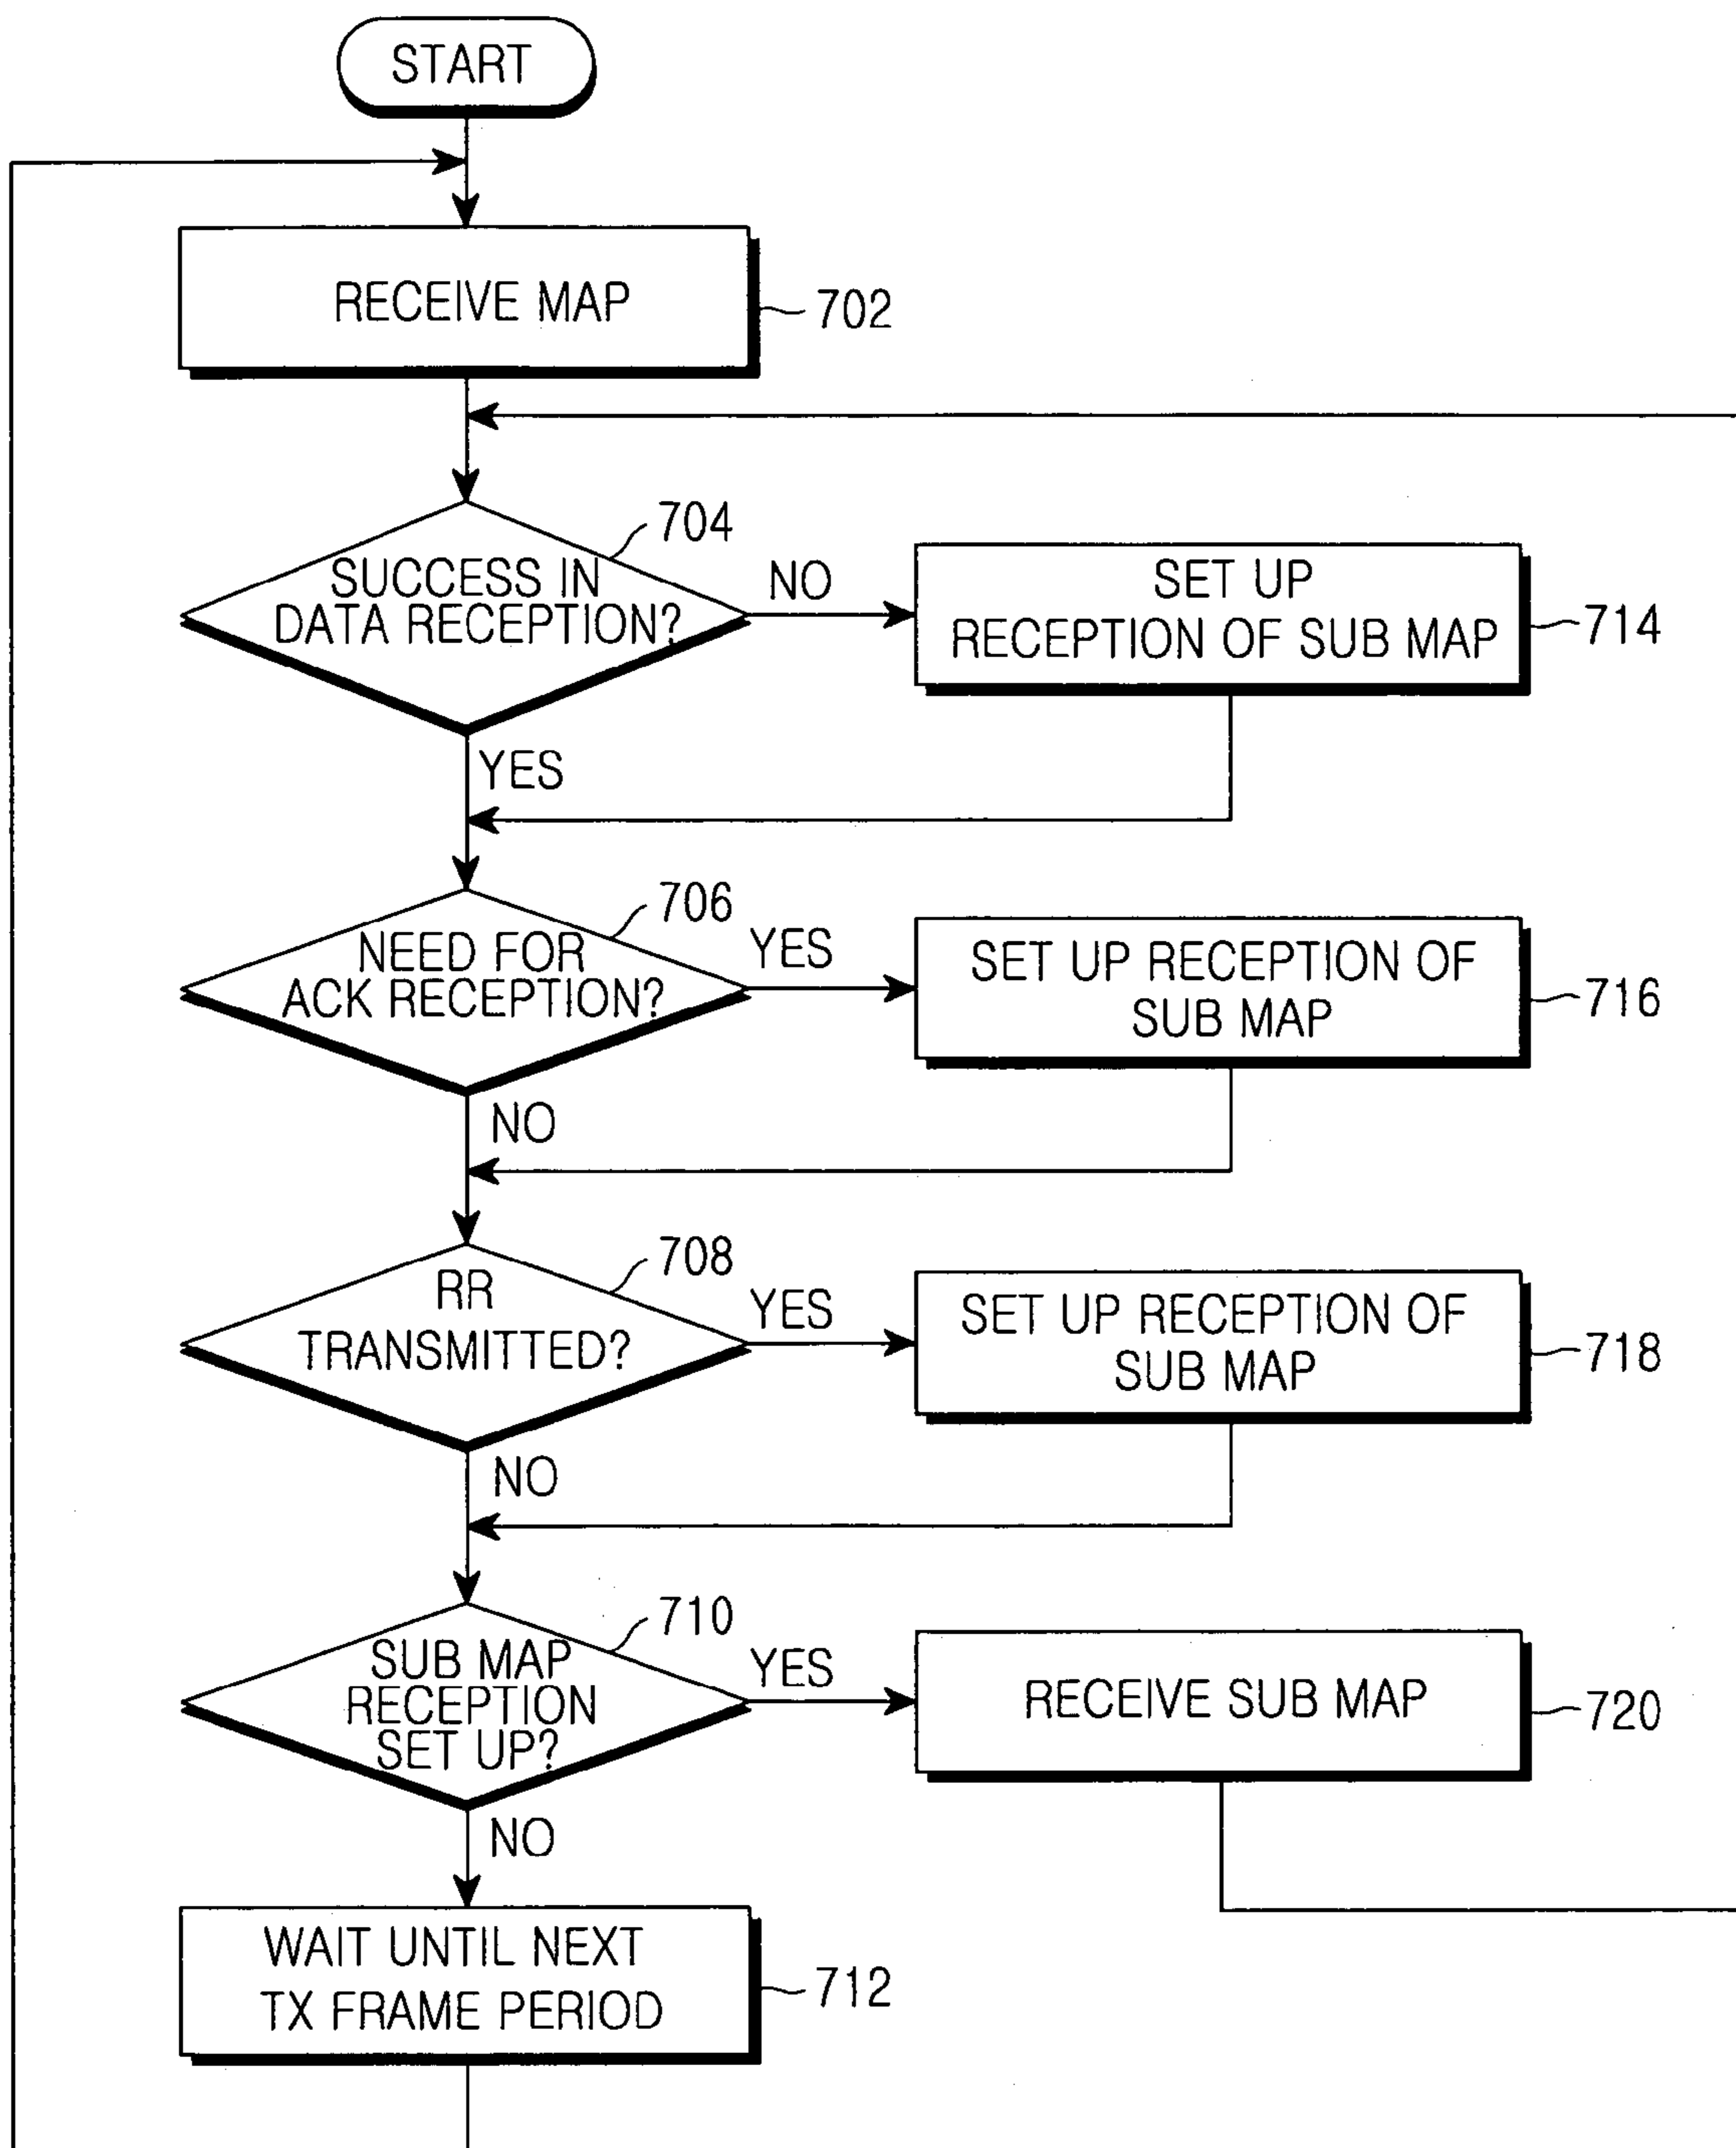 START
RECEIVE MAP
702
704
SUCCESS IN
DATA RECEPTION?
NO
SET UP
RECEPTION OF SUB MAP
714
YES
706
NEED FOR
ACK RECEPTION?
YES
SET UP RECEPTION OF
SUB MAP
716
NO
708
RR
TRANSMITTED?
YES
SET UP RECEPTION OF
SUB MAP
718
NO
710
SUB MAP
RECEPTION
SET UP?
YES
RECEIVE SUB MAP
720
NO
WAIT UNTIL NEXT
TX FRAME PERIOD
712